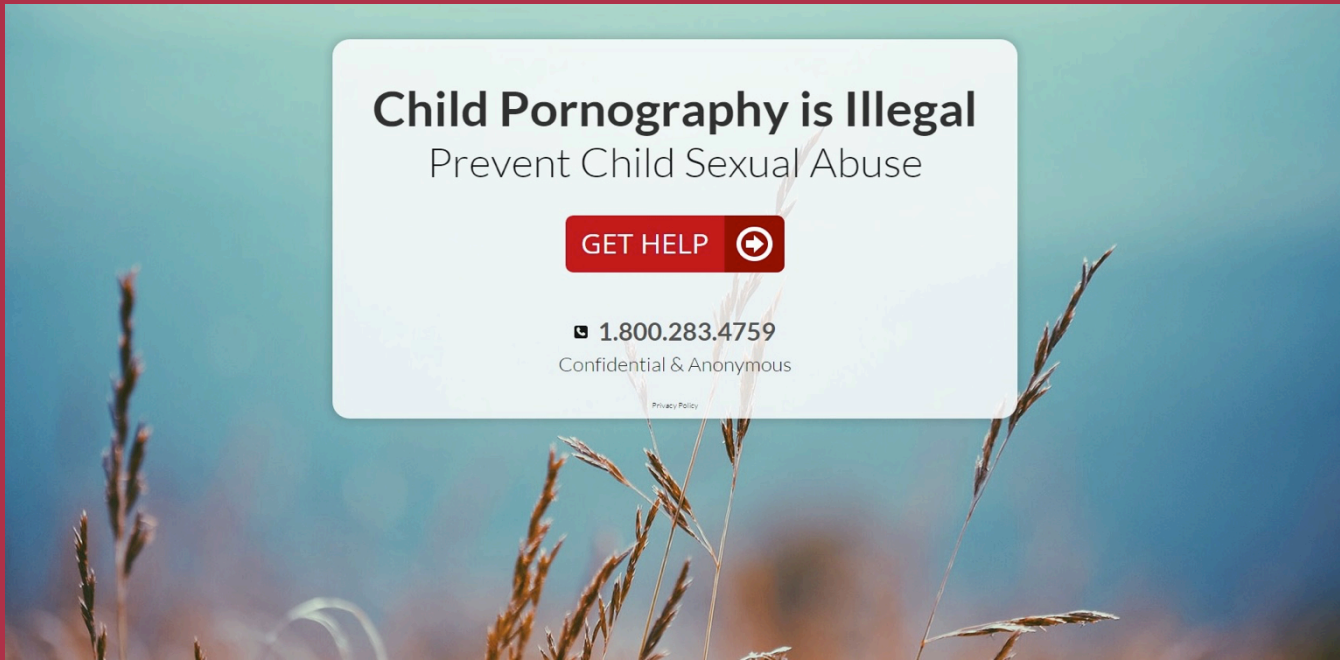 Child Pornography is Illegal
Prevent Child Sexual Abuse
GET HELP
1.800.283.4759
Confidential & Anonymous
Privacy Policy